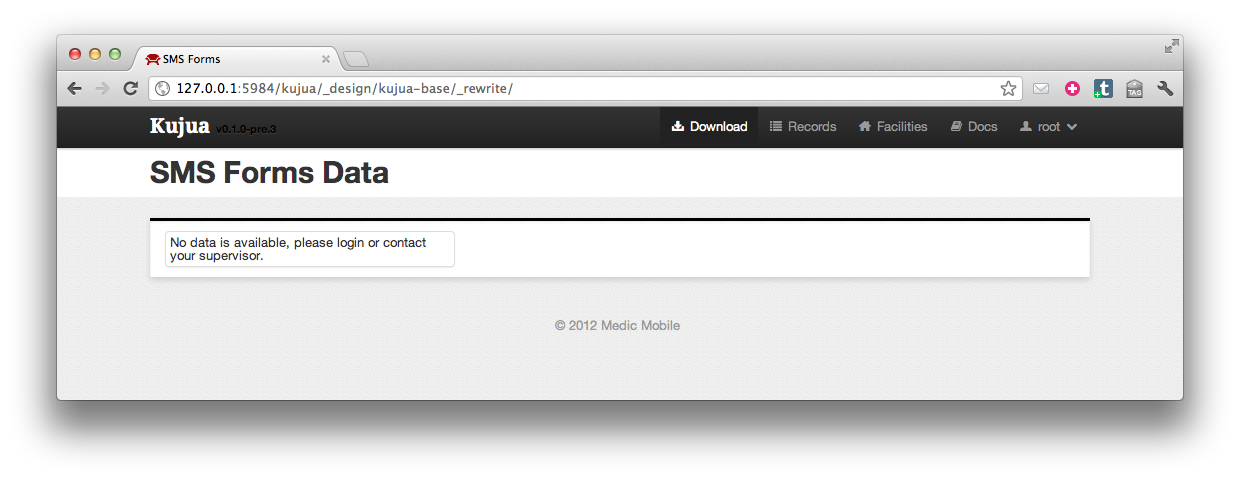 SMS Forms
127.0.0.1:5984/kujua/_design/kujua-base/_rewrite/
t
TAG
Kujua v0.1.0-pre.3
Download Records Facilities Docs root
SMS Forms Data
No data is available, please login or contact
your supervisor.
© 2012 Medic Mobile